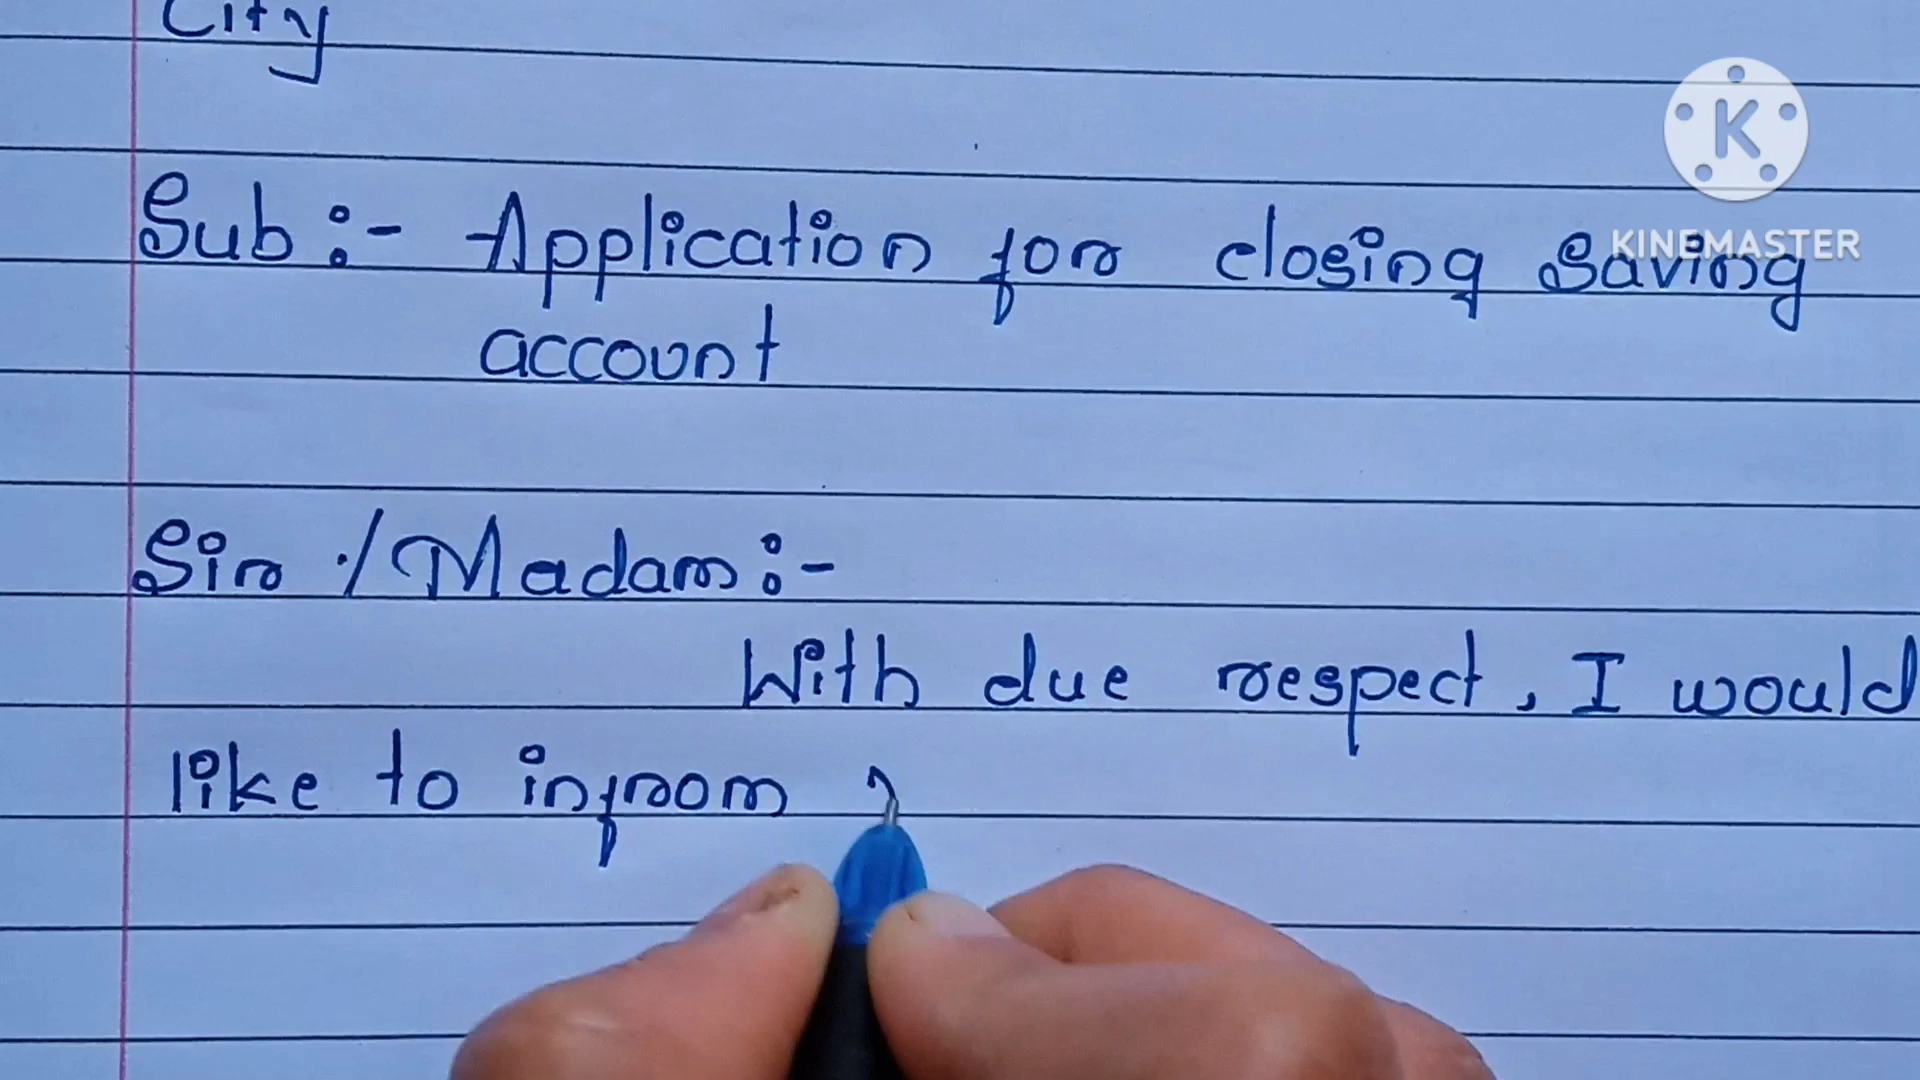 City
K
KINEMASTER
Sub :- Application for closing saving
account
Sir ./Madam :-
With due respect, I would
like to infrom